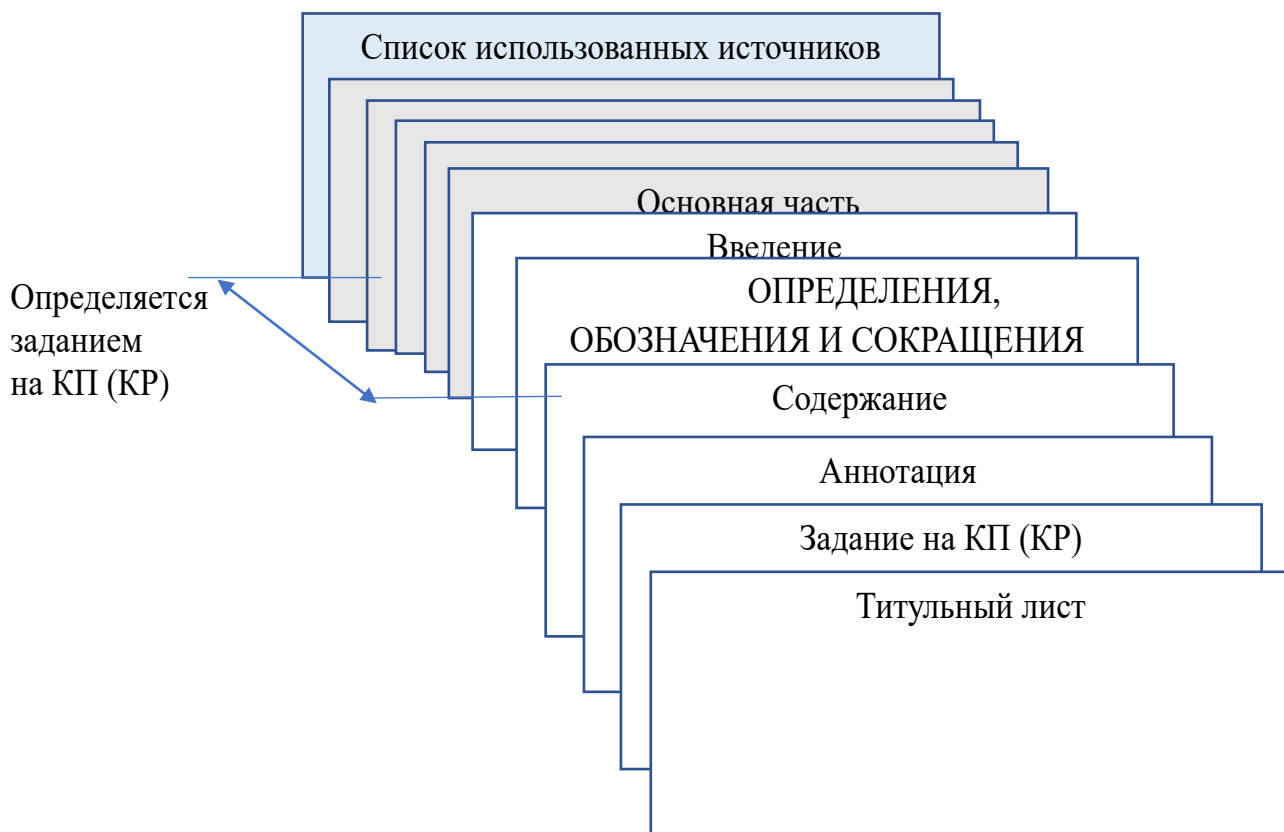 Список использованных источников
Основная часть
Введение
ОПРЕДЕЛЕНИЯ,
ОБОЗНАЧЕНИЯ И СОКРАЩЕНИЯ
Определяется
заданием
на КП (КР)
Содержание
Аннотация
Задание на КП (КР)
Титульный лист